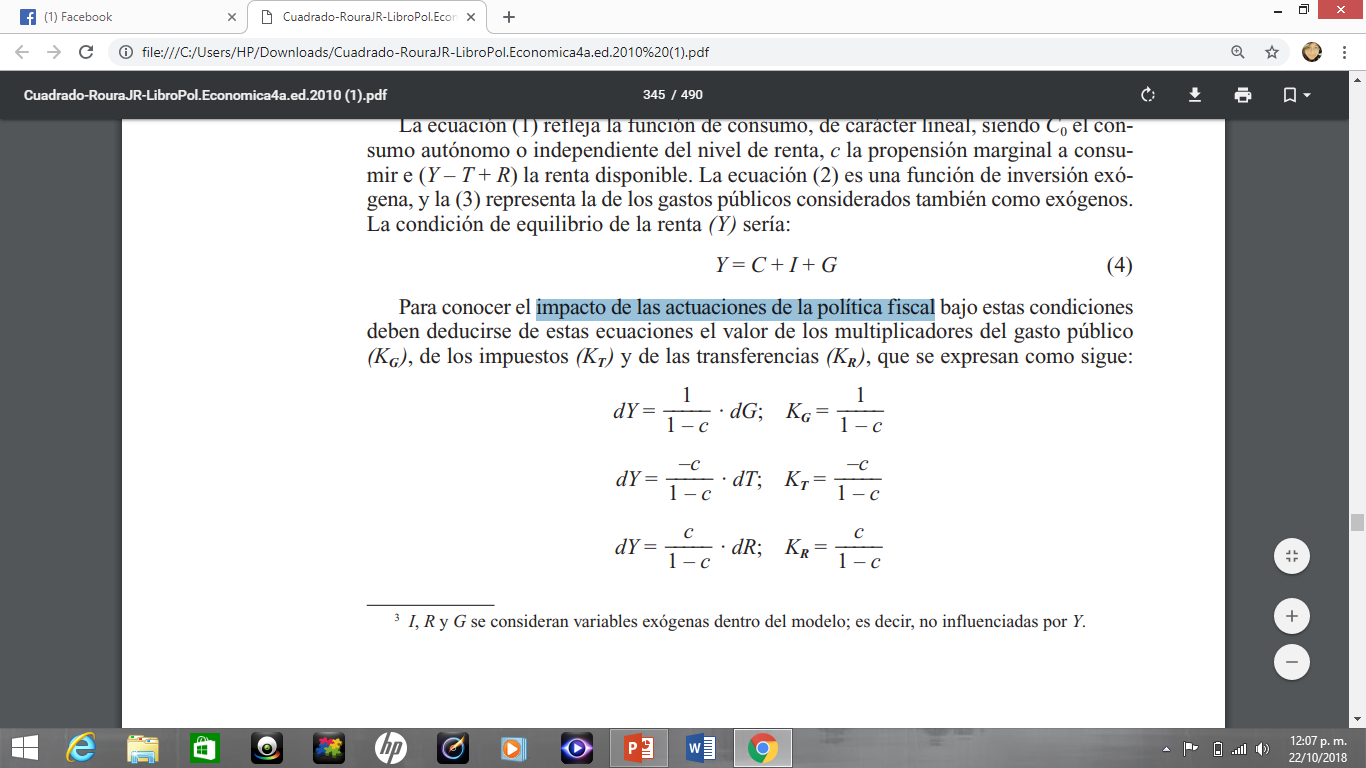 (1) Facebook
Cuadrado-RouraJR-LibroPol.Econ
file:///C:/Users/HP/Downloads/Cuadrado-RouraJR-LibroPol.Economica4a.ed.2010%20(1).pdf
Cuadrado-RouraJR-LibroPol.Economica4a.ed.2010 (1).pdf
345 / 490
La ecuación (1) refleja la función de consumo, de carácter lineal, siendo C₀ el con-
sumo autónomo o independiente del nivel de renta, c la propensión marginal a consu-
mir e (Y – T + R) la renta disponible. La ecuación (2) es una función de inversión exó-
gena, y la (3) representa la de los gastos públicos considerados también como exógenos.
La condición de equilibrio de la renta (Y) sería:
Y = C + I + G (4)
Para conocer el impacto de las actuaciones de la política fiscal bajo estas condiciones
deben deducirse de estas ecuaciones el valor de los multiplicadores del gasto público
(K_G), de los impuestos (K_T) y de las transferencias (K_R), que se expresan como sigue:
dY = 1 / (1 – c) · dG; K_G = 1 / (1 – c)
dY = –c / (1 – c) · dT; K_T = –c / (1 – c)
dY = c / (1 – c) · dR; K_R = c / (1 – c)
³ I, R y G se consideran variables exógenas dentro del modelo; es decir, no influenciadas por Y.
12:07 p. m.
22/10/2018